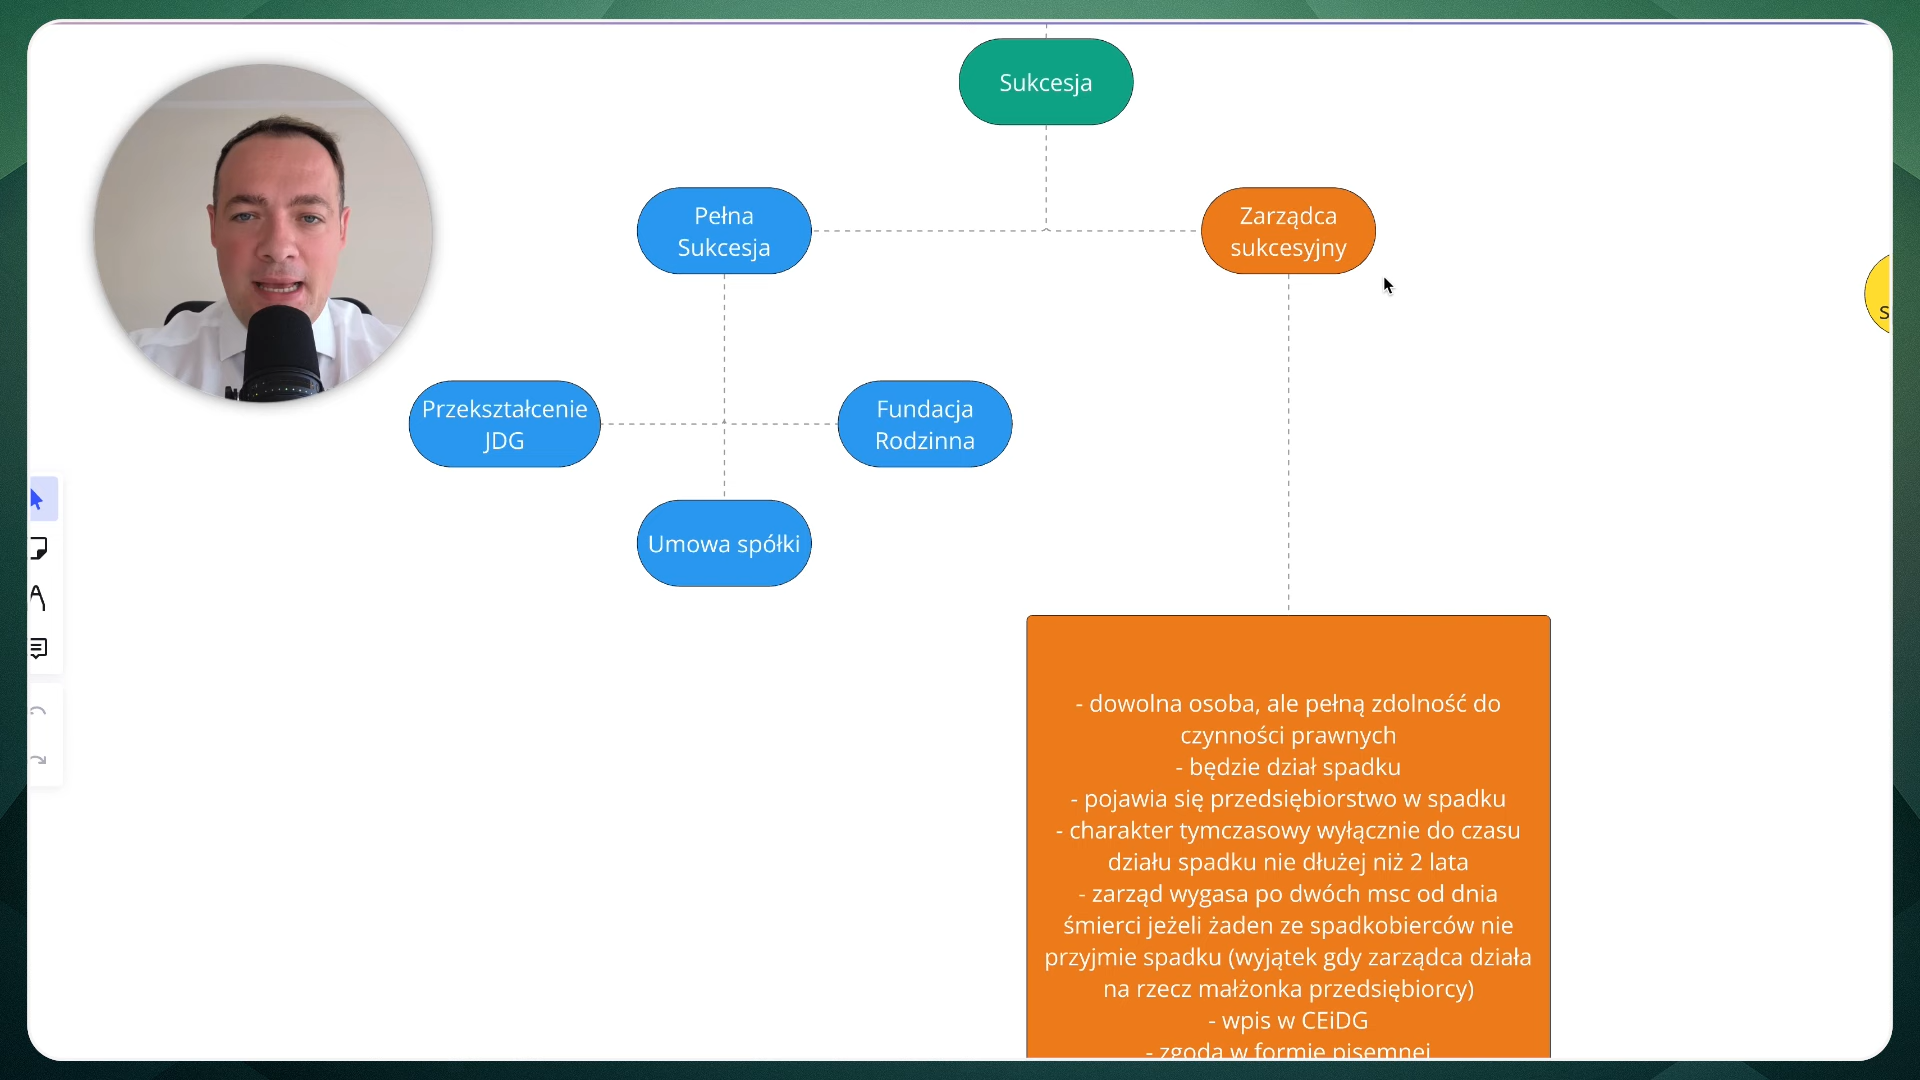 Sukcesja
Pełna
Sukcesja
Zarządca
sukcesyjny
Przekształcenie
JDG
Fundacja
Rodzinna
Umowa spółki
- dowolna osoba, ale pełną zdolność do
czynności prawnych
- będzie dział spadku
- pojawia się przedsiębiorstwo w spadku
- charakter tymczasowy wyłącznie do czasu
działu spadku nie dłużej niż 2 lata
- zarząd wygasa po dwóch msc od dnia
śmierci jeżeli żaden ze spadkobierców nie
przyjmie spadku (wyjątek gdy zarządca działa
na rzecz małżonka przedsiębiorcy)
- wpis w CEiDG
- zgoda w formie pisemnej